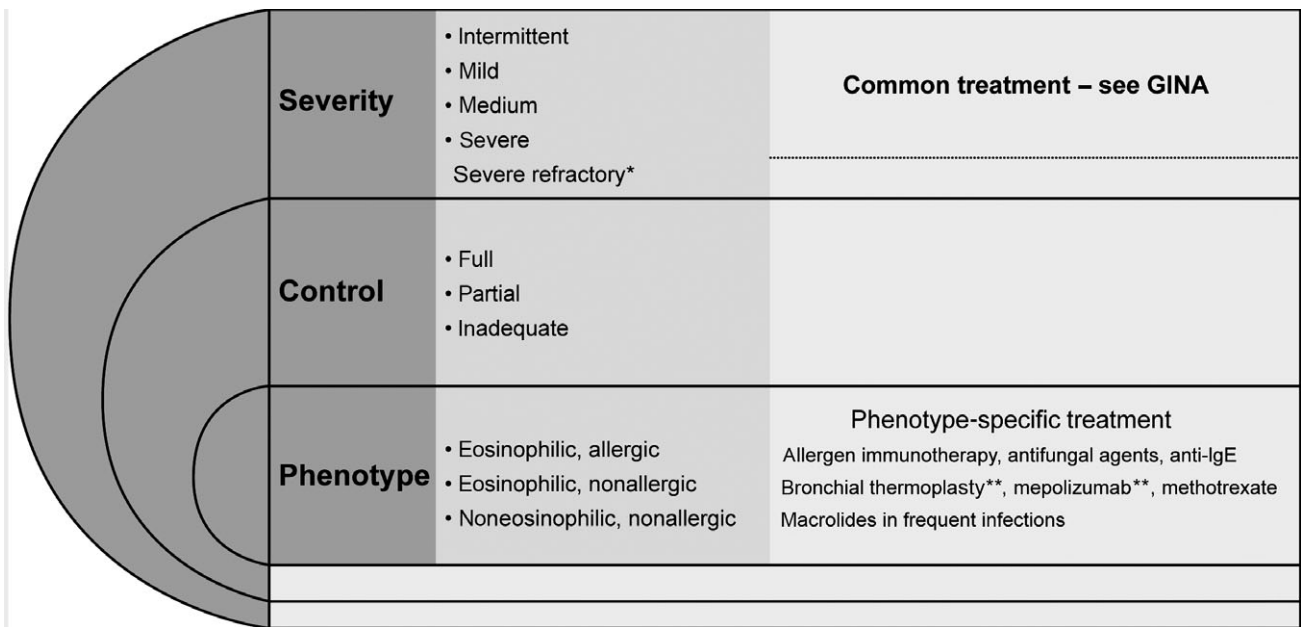 Severity
• Intermittent
• Mild
• Medium
• Severe
Severe refractory*
Common treatment – see GINA
Control
• Full
• Partial
• Inadequate
Phenotype
• Eosinophilic, allergic
• Eosinophilic, nonallergic
• Noneosinophilic, nonallergic
Phenotype-specific treatment
Allergen immunotherapy, antifungal agents, anti-IgE
Bronchial thermoplasty**, mepolizumab**, methotrexate
Macrolides in frequent infections